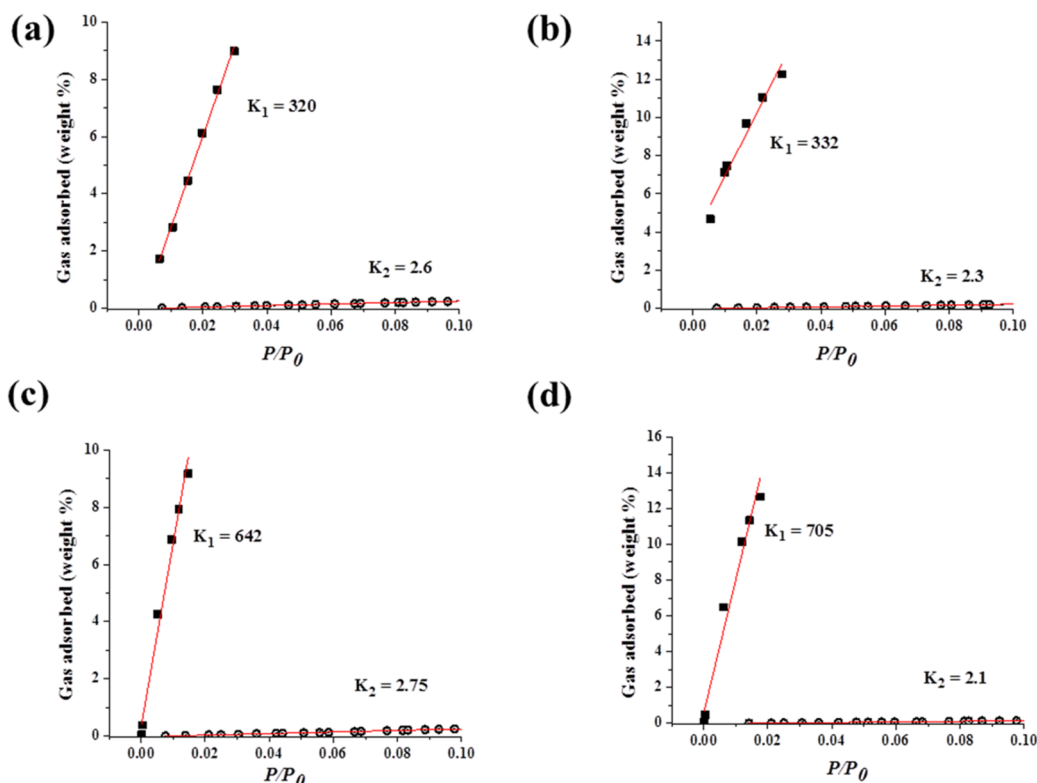 (a)
10
8
6
4
2
0
Gas adsorbed (weight %)
K1 = 320
K2 = 2.6
0.00 0.02 0.04 0.06 0.08 0.10
P/P0
(b)
14
12
10
8
6
4
2
0
Gas adsorbed (weight %)
K1 = 332
K2 = 2.3
0.00 0.02 0.04 0.06 0.08 0.10
P/P0
(c)
10
8
6
4
2
0
Gas adsorbed (weight %)
K1 = 642
K2 = 2.75
0.00 0.02 0.04 0.06 0.08 0.10
P/P0
(d)
16
14
12
10
8
6
4
2
0
Gas adsorbed (weight %)
K1 = 705
K2 = 2.1
0.00 0.02 0.04 0.06 0.08 0.10
P/P0